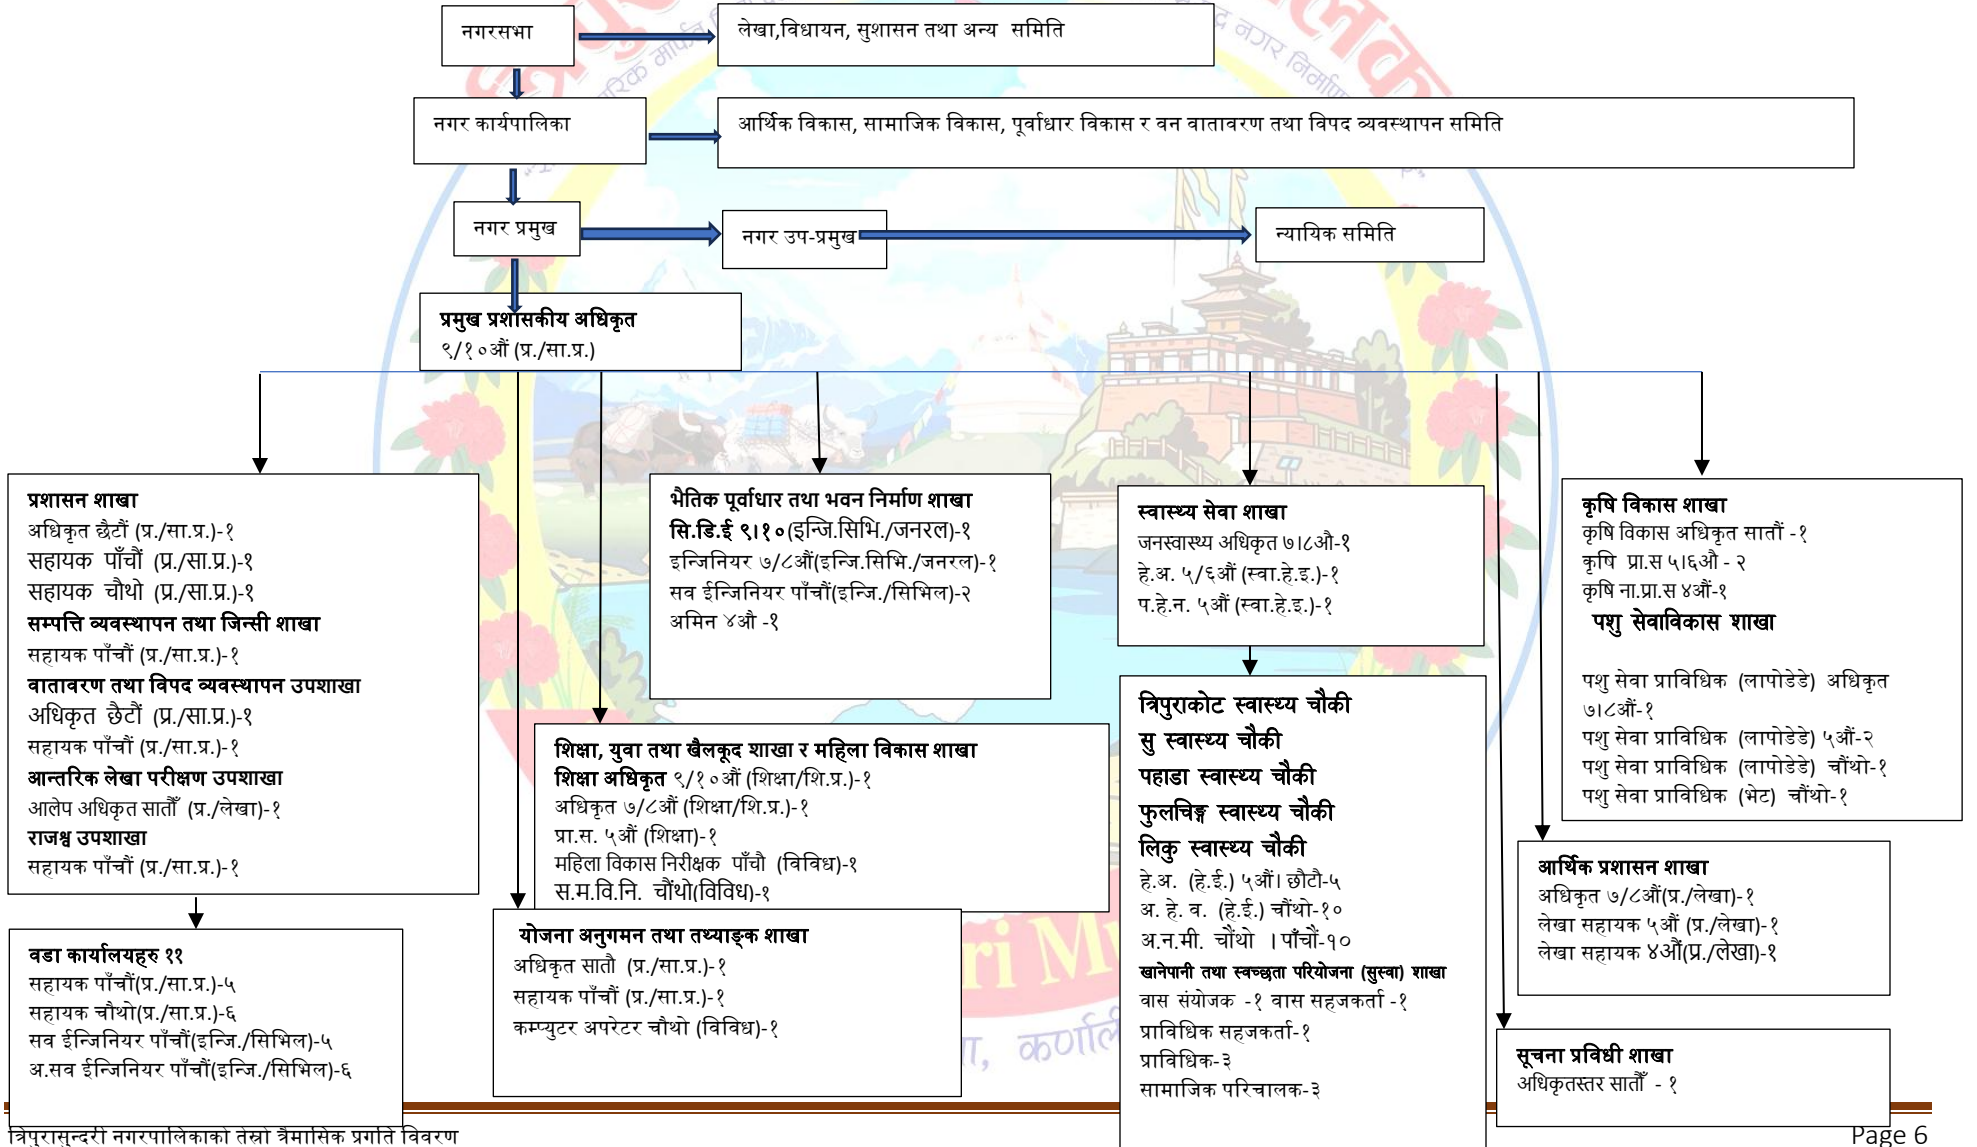 नगरसभा
लेखा,विधायन, सुशासन तथा अन्य समिति
नगर कार्यपालिका
आर्थिक विकास, सामाजिक विकास, पूर्वाधार विकास र वन वातावरण तथा विपद व्यवस्थापन समिति
नगर प्रमुख
नगर उप-प्रमुख
न्यायिक समिति
प्रमुख प्रशासकीय अधिकृत
९/१०औं (प्र./सा.प्र.)
प्रशासन शाखा
अधिकृत छैटौं (प्र./सा.प्र.)-१
सहायक पाँचौं (प्र./सा.प्र.)-१
सहायक चौथो (प्र./सा.प्र.)-१
सम्पत्ति व्यवस्थापन तथा जिन्सी शाखा
सहायक पाँचौं (प्र./सा.प्र.)-१
वातावरण तथा विपद व्यवस्थापन उपशाखा
अधिकृत छैटौं (प्र./सा.प्र.)-१
सहायक पाँचौं (प्र./सा.प्र.)-१
आन्तरिक लेखा परीक्षण उपशाखा
आलेप अधिकृत सातौँ (प्र./लेखा)-१
राजश्व उपशाखा
सहायक पाँचौं (प्र./सा.प्र.)-१
वडा कार्यालयहरु ११
सहायक पाँचौं(प्र./सा.प्र.)-५
सहायक चौथो(प्र./सा.प्र.)-६
सव ईन्जिनियर पाँचौं(इन्जि./सिभिल)-५
अ.सव ईन्जिनियर पाँचौं(इन्जि./सिभिल)-६
भैतिक पूर्वाधार तथा भवन निर्माण शाखा
सि.डि.ई ९।१०(इन्जि.सिभि./जनरल)-१
इन्जिनियर ७/८औं(इन्जि.सिभि./जनरल)-१
सव ईन्जिनियर पाँचौं(इन्जि./सिभिल)-२
अमिन ४औ -१
शिक्षा, युवा तथा खैलकूद शाखा र महिला विकास शाखा
शिक्षा अधिकृत ९/१०औं (शिक्षा/शि.प्र.)-१
अधिकृत ७/८औं (शिक्षा/शि.प्र.)-१
प्रा.स. ५औं (शिक्षा)-१
महिला विकास निरीक्षक पाँचौ (विविध)-१
स.म.वि.नि. चौंथो(विविध)-१
योजना अनुगमन तथा तथ्याङ्क शाखा
अधिकृत सातौ (प्र./सा.प्र.)-१
सहायक पाँचौं (प्र./सा.प्र.)-१
कम्प्युटर अपरेटर चौथो (विविध)-१
स्वास्थ्य सेवा शाखा
जनस्वास्थ्य अधिकृत ७।८औ-१
हे.अ. ५/६औं (स्वा.हे.इ.)-१
प.हे.न. ५औं (स्वा.हे.इ.)-१
त्रिपुराकोट स्वास्थ्य चौकी
सु स्वास्थ्य चौकी
पहाडा स्वास्थ्य चौकी
फुलचिङ्ग स्वास्थ्य चौकी
लिकु स्वास्थ्य चौकी
हे.अ. (हे.ई.) ५औं। छौटौ-५
अ. हे. व. (हे.ई.) चौंथो-१०
अ.न.मी. चौंथो । पाँचौं-१०
खानेपानी तथा स्वच्छता परियोजना (सुस्वा) शाखा
वास संयोजक -१ वास सहजकर्ता -१
प्राविधिक सहजकर्ता-१
प्राविधिक-३
सामाजिक परिचालक-३
कृषि विकास शाखा
कृषि विकास अधिकृत सातौं -१
कृषि प्रा.स ५।६औ - २
कृषि ना.प्रा.स ४औं-१
पशु सेवाविकास शाखा
पशु सेवा प्राविधिक (लापोडेडे) अधिकृत
७।८औं-१
पशु सेवा प्राविधिक (लापोडेडे) ५औं-२
पशु सेवा प्राविधिक (लापोडेडे) चौंथो-१
पशु सेवा प्राविधिक (भेट) चौंथो-१
आर्थिक प्रशासन शाखा
अधिकृत ७/८औं(प्र./लेखा)-१
लेखा सहायक ५औं (प्र./लेखा)-१
लेखा सहायक ४औं(प्र./लेखा)-१
सूचना प्रविधी शाखा
अधिकृतस्तर सातौँ - १
त्रिपुरासुन्दरी नगरपालिकाको तेस्रो त्रैमासिक प्रगति विवरण
Page 6